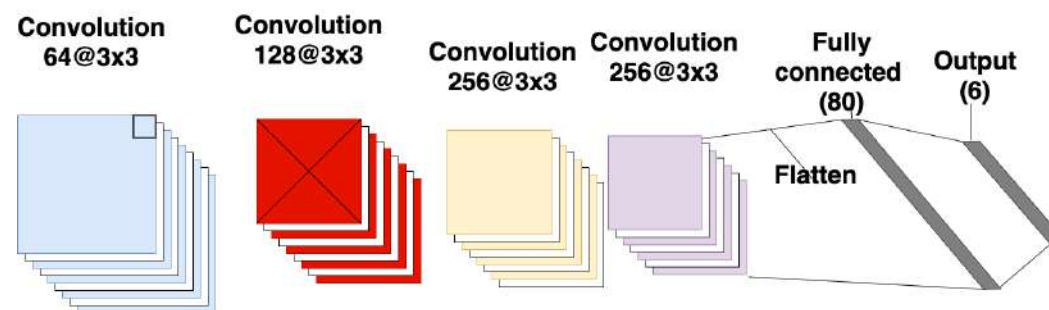 Convolution
64@3x3
Convolution
128@3x3
Convolution
256@3x3
Convolution
256@3x3
Fully
connected
(80)
Output
(6)
Flatten